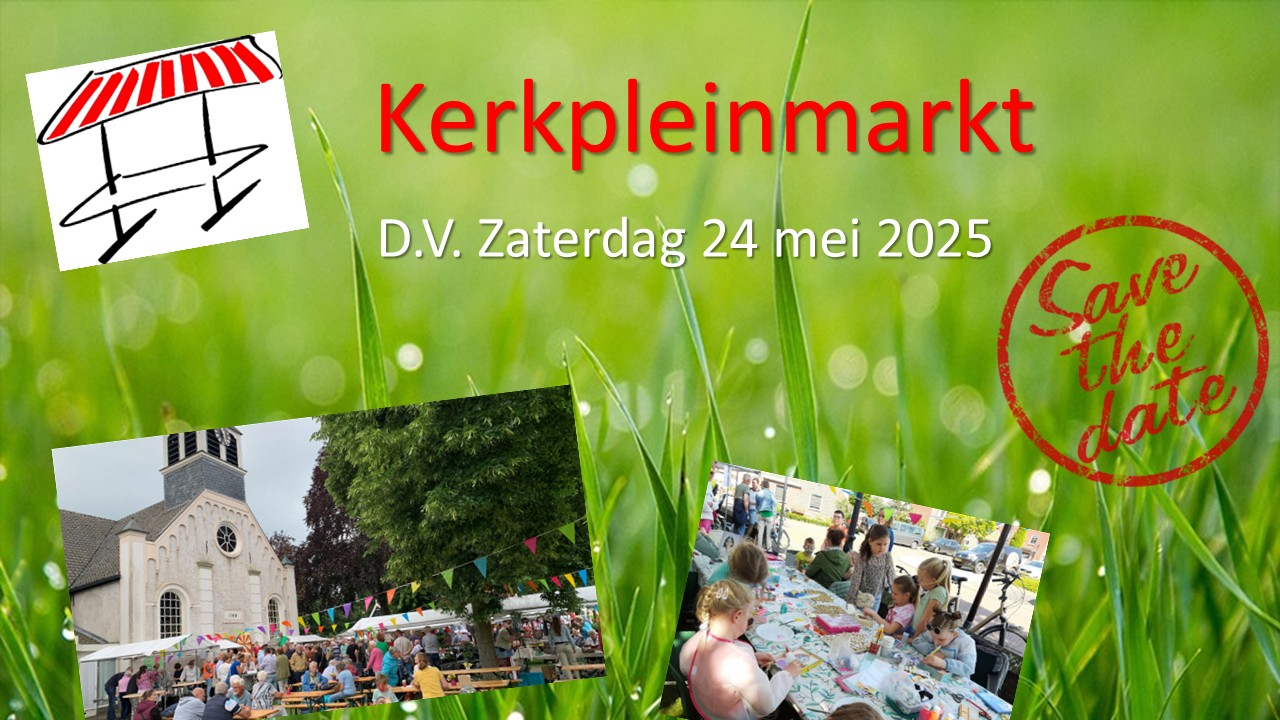 Kerkpleinmarkt
D.V. Zaterdag 24 mei 2025
Save
the
date